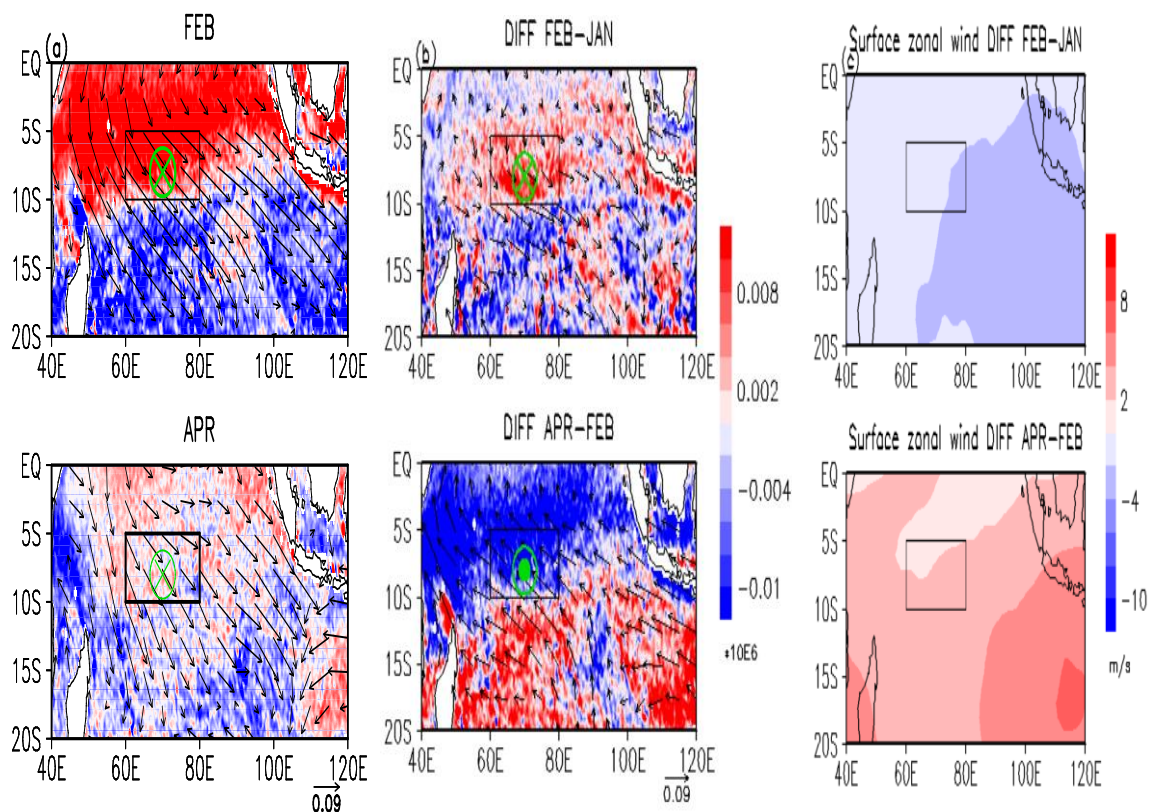 FEB
(a)
EQ
5S
10S
15S
20S
40E 60E 80E 100E 120E
DIFF FEB-JAN
(b)
EQ
5S
10S
15S
20S
40E 60E 80E 100E 120E
0.008
0.002
-0.004
-0.01
*10E6
Surface zonal wind DIFF FEB-JAN
(c)
EQ
5S
10S
15S
20S
40E 60E 80E 100E 120E
8
2
-4
-10
m/s
APR
EQ
5S
10S
15S
20S
40E 60E 80E 100E 120E
0.09
DIFF APR-FEB
EQ
5S
10S
15S
20S
40E 60E 80E 100E 120E
0.09
Surface zonal wind DIFF APR-FEB
EQ
5S
10S
15S
20S
40E 60E 80E 100E 120E